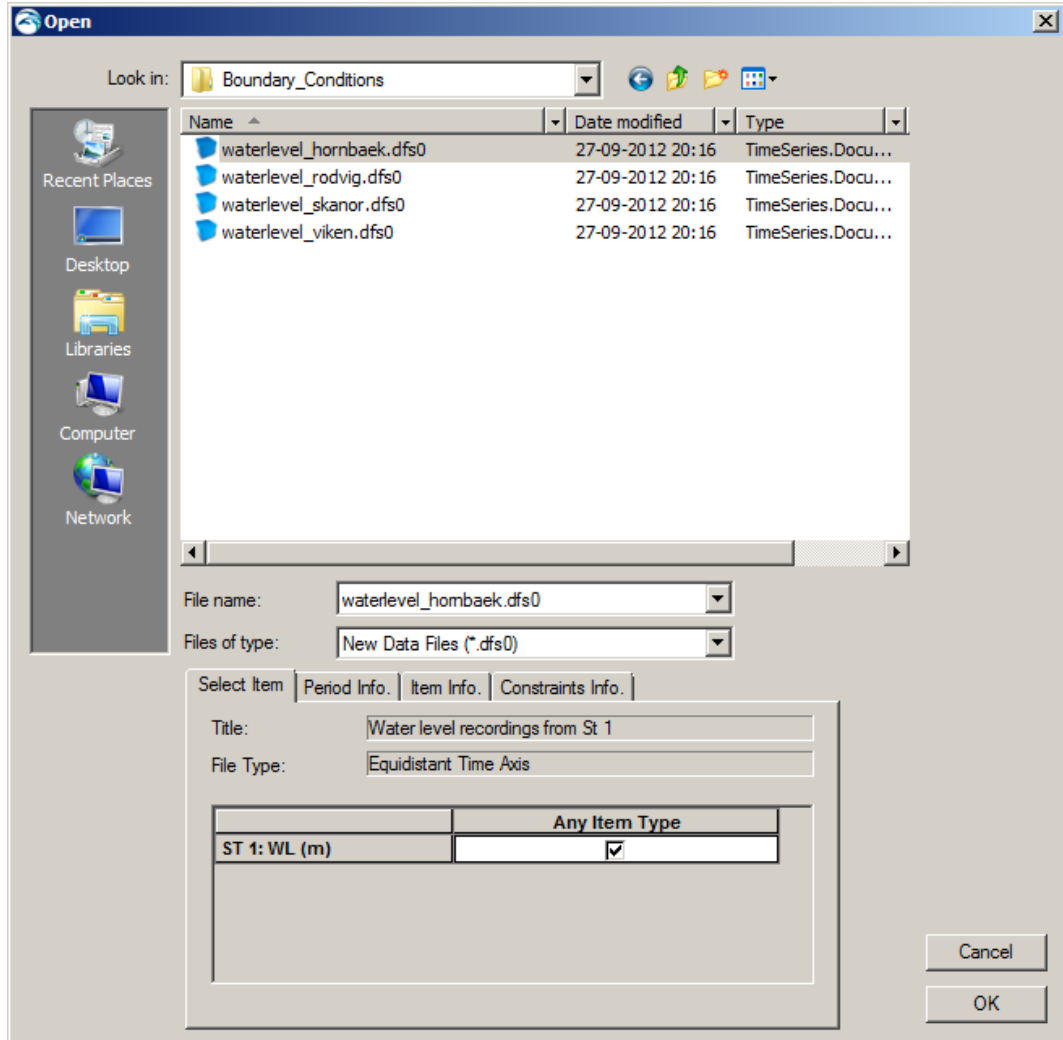 Open
Look in: Boundary_Conditions
Name Date modified Type
waterlevel_hornbaek.dfs0 27-09-2012 20:16 TimeSeries.Docu...
waterlevel_rodvig.dfs0 27-09-2012 20:16 TimeSeries.Docu...
waterlevel_skanor.dfs0 27-09-2012 20:16 TimeSeries.Docu...
waterlevel_viken.dfs0 27-09-2012 20:16 TimeSeries.Docu...
Recent Places
Desktop
Libraries
Computer
Network
File name: waterlevel_hornbaek.dfs0
Files of type: New Data Files (*.dfs0)
Select Item Period Info. Item Info. Constraints Info.
Title: Water level recordings from St 1
File Type: Equidistant Time Axis
Any Item Type
ST 1: WL (m)
Cancel
OK